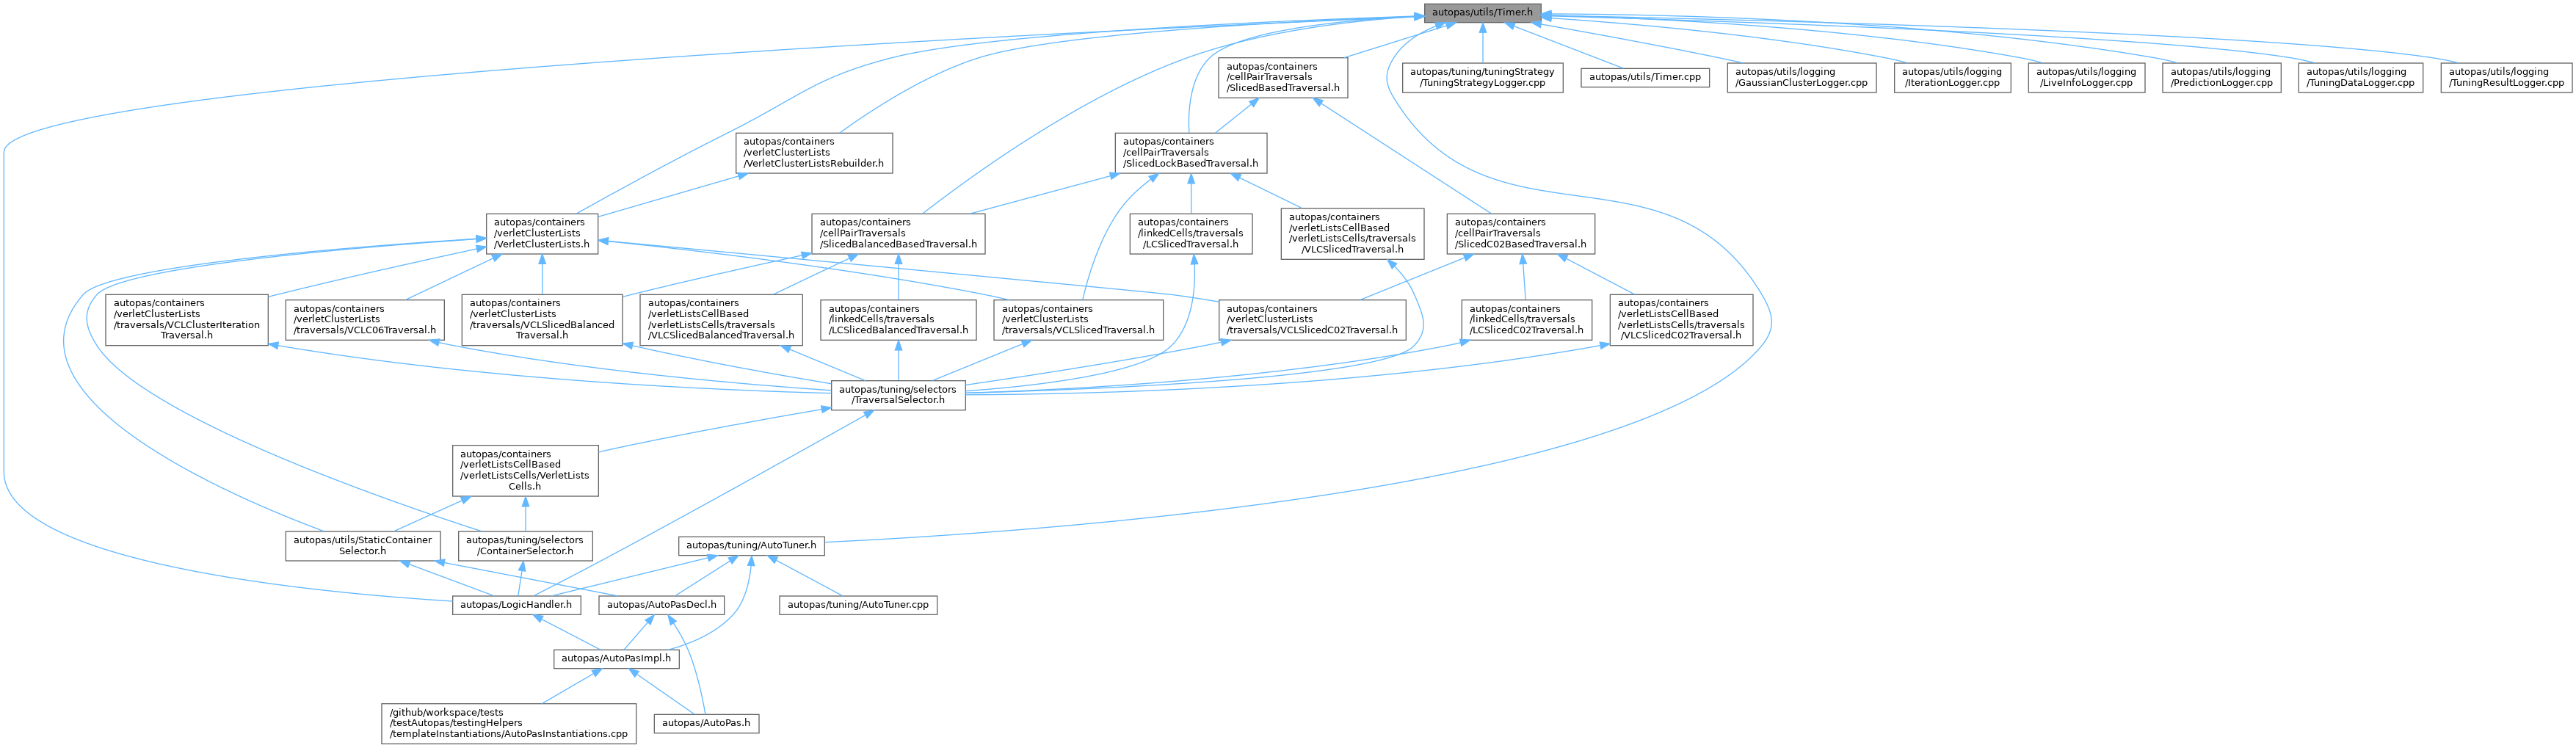 autopas/utils/Timer.h
autopas/containers
/cellPairTraversals
/SlicedBasedTraversal.h
autopas/tuning/tuningStrategy
/TuningStrategyLogger.cpp
autopas/utils/Timer.cpp
autopas/utils/logging
/GaussianClusterLogger.cpp
autopas/utils/logging
/IterationLogger.cpp
autopas/utils/logging
/LiveInfoLogger.cpp
autopas/utils/logging
/PredictionLogger.cpp
autopas/utils/logging
/TuningDataLogger.cpp
autopas/utils/logging
/TuningResultLogger.cpp
autopas/containers
/verletClusterLists
/VerletClusterListsRebuilder.h
autopas/containers
/cellPairTraversals
/SlicedLockBasedTraversal.h
autopas/containers
/verletClusterLists
/VerletClusterLists.h
autopas/containers
/cellPairTraversals
/SlicedBalancedBasedTraversal.h
autopas/containers
/linkedCells/traversals
/LCSlicedTraversal.h
autopas/containers
/verletListsCellBased
/verletListsCells/traversals
/VLCSlicedTraversal.h
autopas/containers
/cellPairTraversals
/SlicedC02BasedTraversal.h
autopas/containers
/verletClusterLists
/traversals/VCLClusterIteration
Traversal.h
autopas/containers
/verletClusterLists
/traversals/VCLC06Traversal.h
autopas/containers
/verletClusterLists
/traversals/VCLSlicedBalanced
Traversal.h
autopas/containers
/verletListsCellBased
/verletListsCells/traversals
/VLCSlicedBalancedTraversal.h
autopas/containers
/linkedCells/traversals
/LCSlicedBalancedTraversal.h
autopas/containers
/verletClusterLists
/traversals/VCLSlicedTraversal.h
autopas/containers
/verletClusterLists
/traversals/VCLSlicedC02Traversal.h
autopas/containers
/linkedCells/traversals
/LCSlicedC02Traversal.h
autopas/containers
/verletListsCellBased
/verletListsCells/traversals
/VLCSlicedC02Traversal.h
autopas/tuning/selectors
/TraversalSelector.h
autopas/containers
/verletListsCellBased
/verletListsCells/VerletLists
Cells.h
autopas/utils/StaticContainer
Selector.h
autopas/tuning/selectors
/ContainerSelector.h
autopas/tuning/AutoTuner.h
autopas/LogicHandler.h
autopas/AutoPasDecl.h
autopas/tuning/AutoTuner.cpp
autopas/AutoPasImpl.h
/github/workspace/tests
/testAutopas/testingHelpers
/templateInstantiations/AutoPasInstantiations.cpp
autopas/AutoPas.h